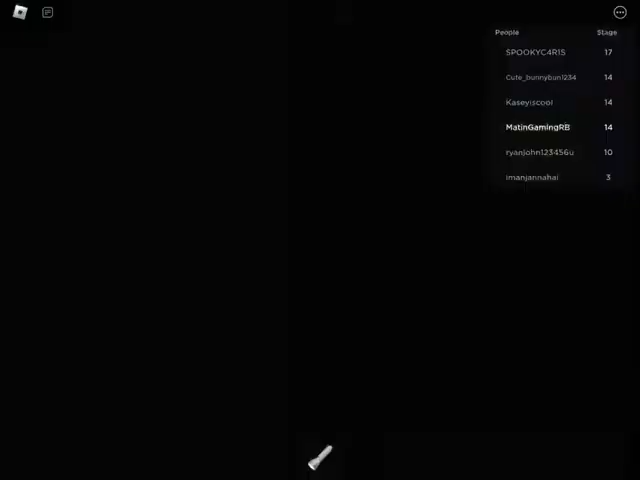 People Stage
SPOOKYC4R1S 17
Cute_bunnybun1234 14
Kaseyiscool 14
MatinGamingRB 14
ryanjohn123456u 10
imanjannahai 3